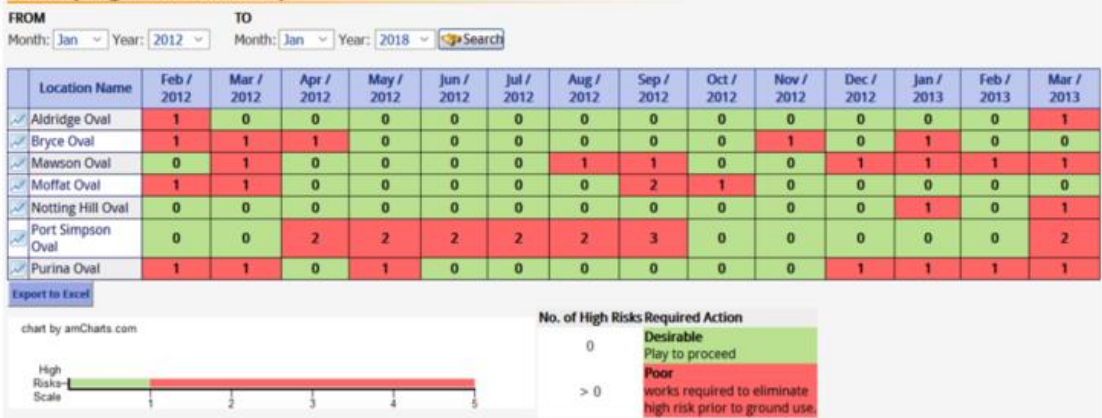 FROM TO
Month: Jan Year: 2012 Month: Jan Year: 2018 Search
Location Name Feb / 2012 Mar / 2012 Apr / 2012 May / 2012 Jun / 2012 Jul / 2012 Aug / 2012 Sep / 2012 Oct / 2012 Nov / 2012 Dec / 2012 Jan / 2013 Feb / 2013 Mar / 2013
Aldridge Oval 1 0 0 0 0 0 0 0 0 0 0 0 0 1
Bryce Oval 1 1 1 0 0 0 0 0 0 1 0 1 0 0
Mawson Oval 0 1 0 0 0 0 1 1 0 0 1 1 1 1
Moffat Oval 1 1 0 0 0 0 0 2 1 0 0 0 0 0
Notting Hill Oval 0 0 0 0 0 0 0 0 0 0 0 1 0 1
Port Simpson Oval 0 0 2 2 2 2 2 3 0 0 0 0 0 2
Purina Oval 1 1 0 1 0 0 0 0 0 0 1 1 1 1
Export to Excel
chart by amCharts.com
High
Risks
Scale
1 2 3 4 5
No. of High Risks Required Action
0 Desirable
Play to proceed
> 0 Poor
works required to eliminate
high risk prior to ground use.